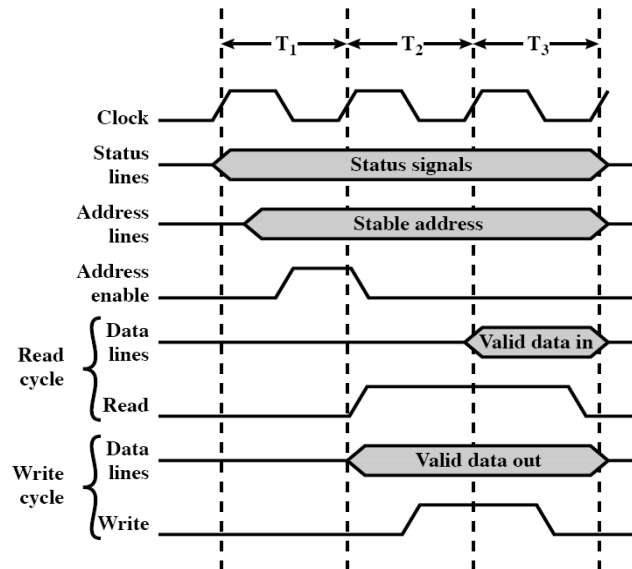 T1 T2 T3
Clock
Status
lines
Status signals
Address
lines
Stable address
Address
enable
Read
cycle
Data
lines
Valid data in
Read
Write
cycle
Data
lines
Valid data out
Write